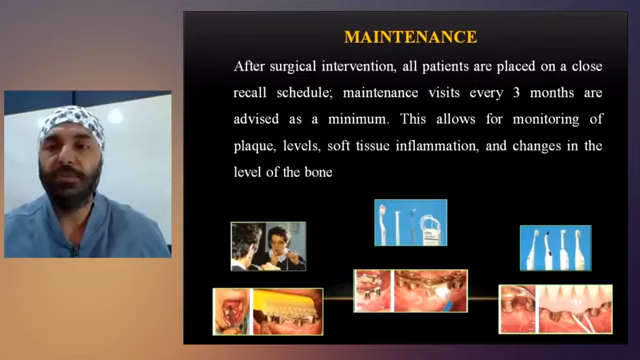 MAINTENANCE
After surgical intervention, all patients are placed on a close
recall schedule; maintenance visits every 3 months are
advised as a minimum. This allows for monitoring of
plaque, levels, soft tissue inflammation, and changes in the
level of the bone